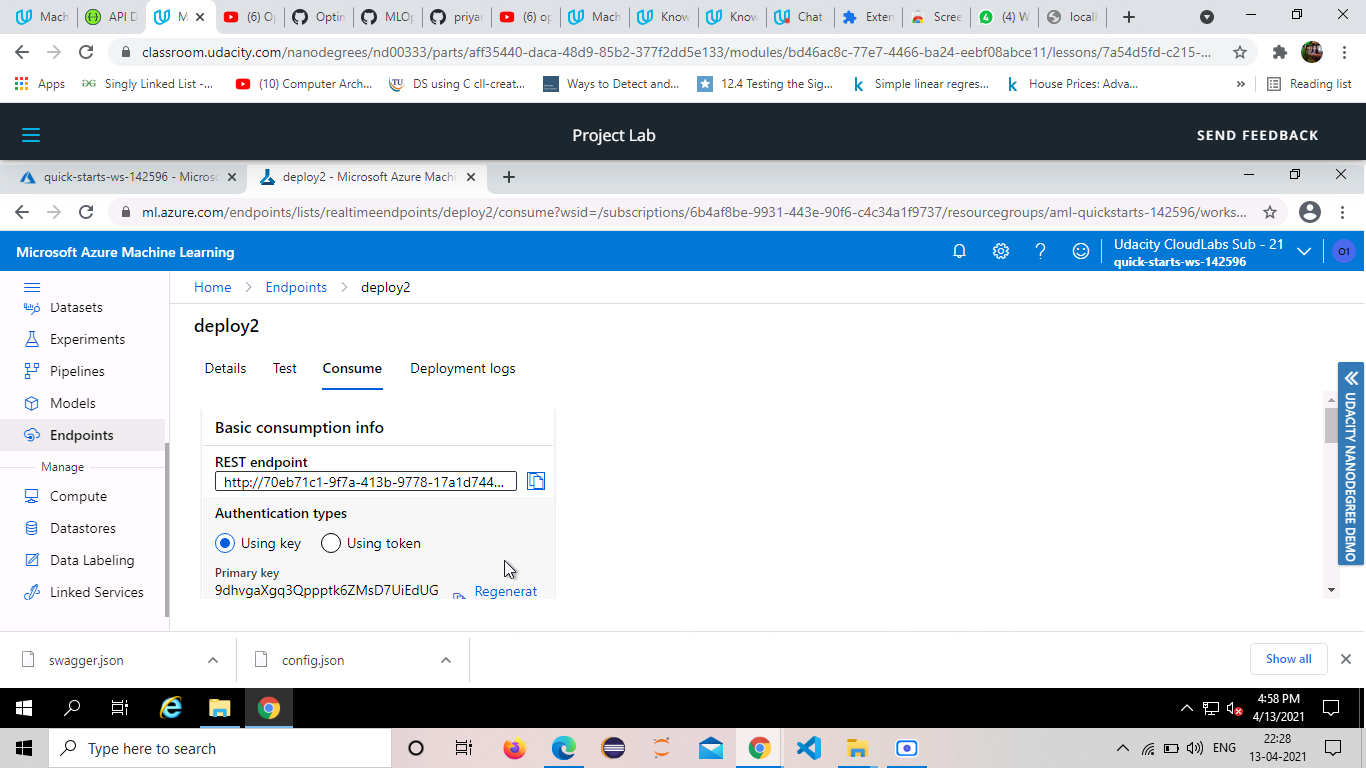 Mach
API D
M
(6) O
Optin
MLOp
priyar
(6) op
Mach
Know
Know
Chat
Exten
Scree
(4) W
local
classroom.udacity.com/nanodegrees/nd00333/parts/aff35440-daca-48d9-85b2-377f2dd5e133/modules/bd46ac8c-77e7-4466-ba24-eebf08abce11/lessons/7a54d5fd-c215-...
Apps
Singly Linked List -...
(10) Computer Arch...
DS using C cll-creat...
Ways to Detect and...
12.4 Testing the Sig...
Simple linear regres...
House Prices: Adva...
»
Reading list
Project Lab
SEND FEEDBACK
quick-starts-ws-142596 - Micros
deploy2 - Microsoft Azure Machi
ml.azure.com/endpoints/lists/realtimeendpoints/deploy2/consume?wsid=/subscriptions/6b4af8be-9931-443e-90f6-c4c34a1f9737/resourcegroups/aml-quickstarts-142596/works...
Microsoft Azure Machine Learning
Udacity CloudLabs Sub - 21
quick-starts-ws-142596
O1
Home > Endpoints > deploy2
deploy2
Details
Test
Consume
Deployment logs
Datasets
Experiments
Pipelines
Models
Endpoints
Manage
Compute
Datastores
Data Labeling
Linked Services
Basic consumption info
REST endpoint
http://70eb71c1-9f7a-413b-9778-17a1d744...
Authentication types
Using key
Using token
Primary key
9dhvgaXgq3Qppptk6ZMsD7UiEdUG
Regenerat
UDACITY NANODEGREE DEMO
swagger.json
config.json
Show all
4:58 PM
4/13/2021
Type here to search
ENG
22:28
13-04-2021